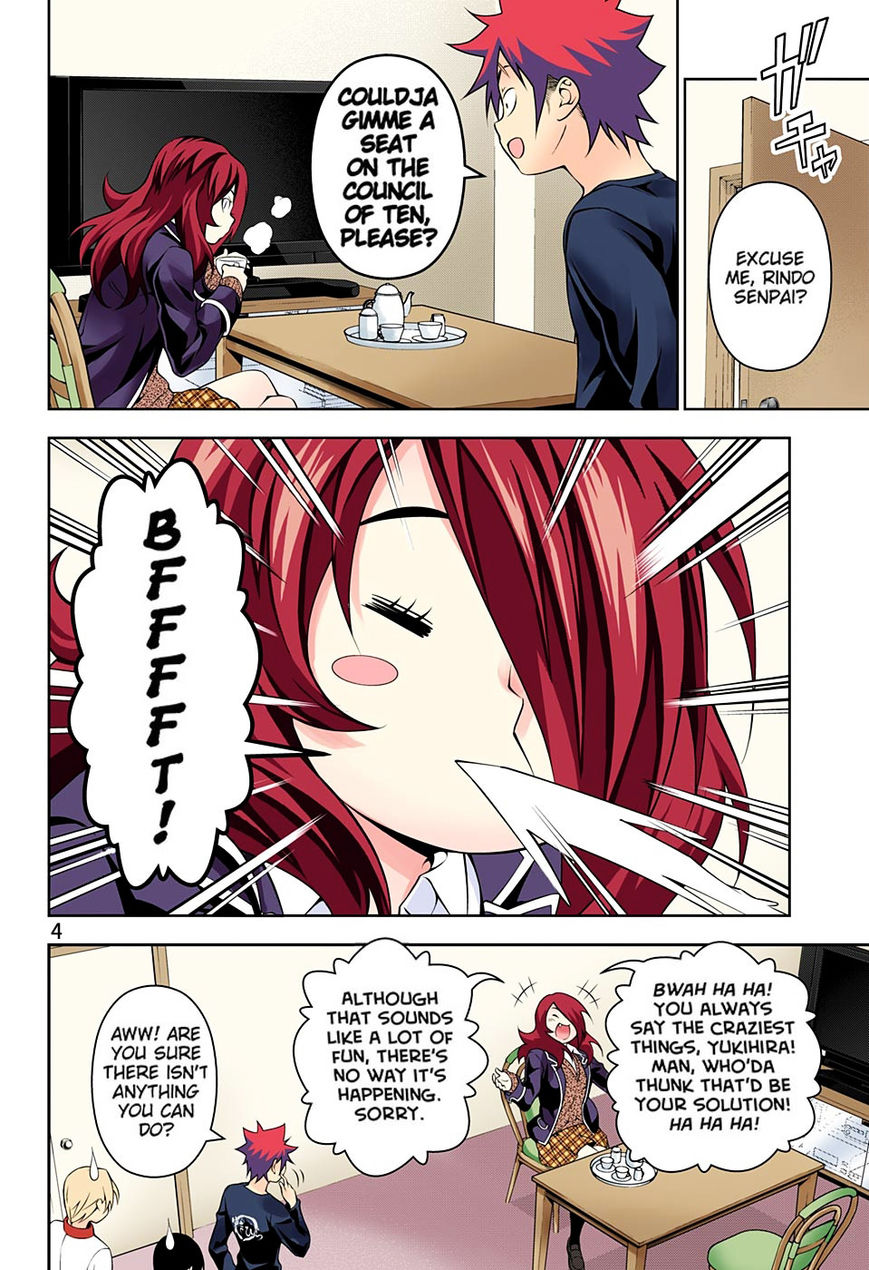 ガチャ
EXCUSE
ME, RINDO
SENPAI?
COULDJA
GIMME A
SEAT
ON THE
COUNCIL
OF TEN,
PLEASE?
BFFFFT!
4
BWAH HA HA!
YOU ALWAYS
SAY THE CRAZIEST
THINGS, YUKIHIRA!
MAN, WHO'DA
THUNK THAT'D BE
YOUR SOLUTION!
HA HA HA!
ALTHOUGH
THAT SOUNDS
LIKE A LOT OF
FUN, THERE'S
NO WAY IT'S
HAPPENING.
SORRY.
AWW! ARE
YOU SURE
THERE ISN'T
ANYTHING
YOU CAN
DO?